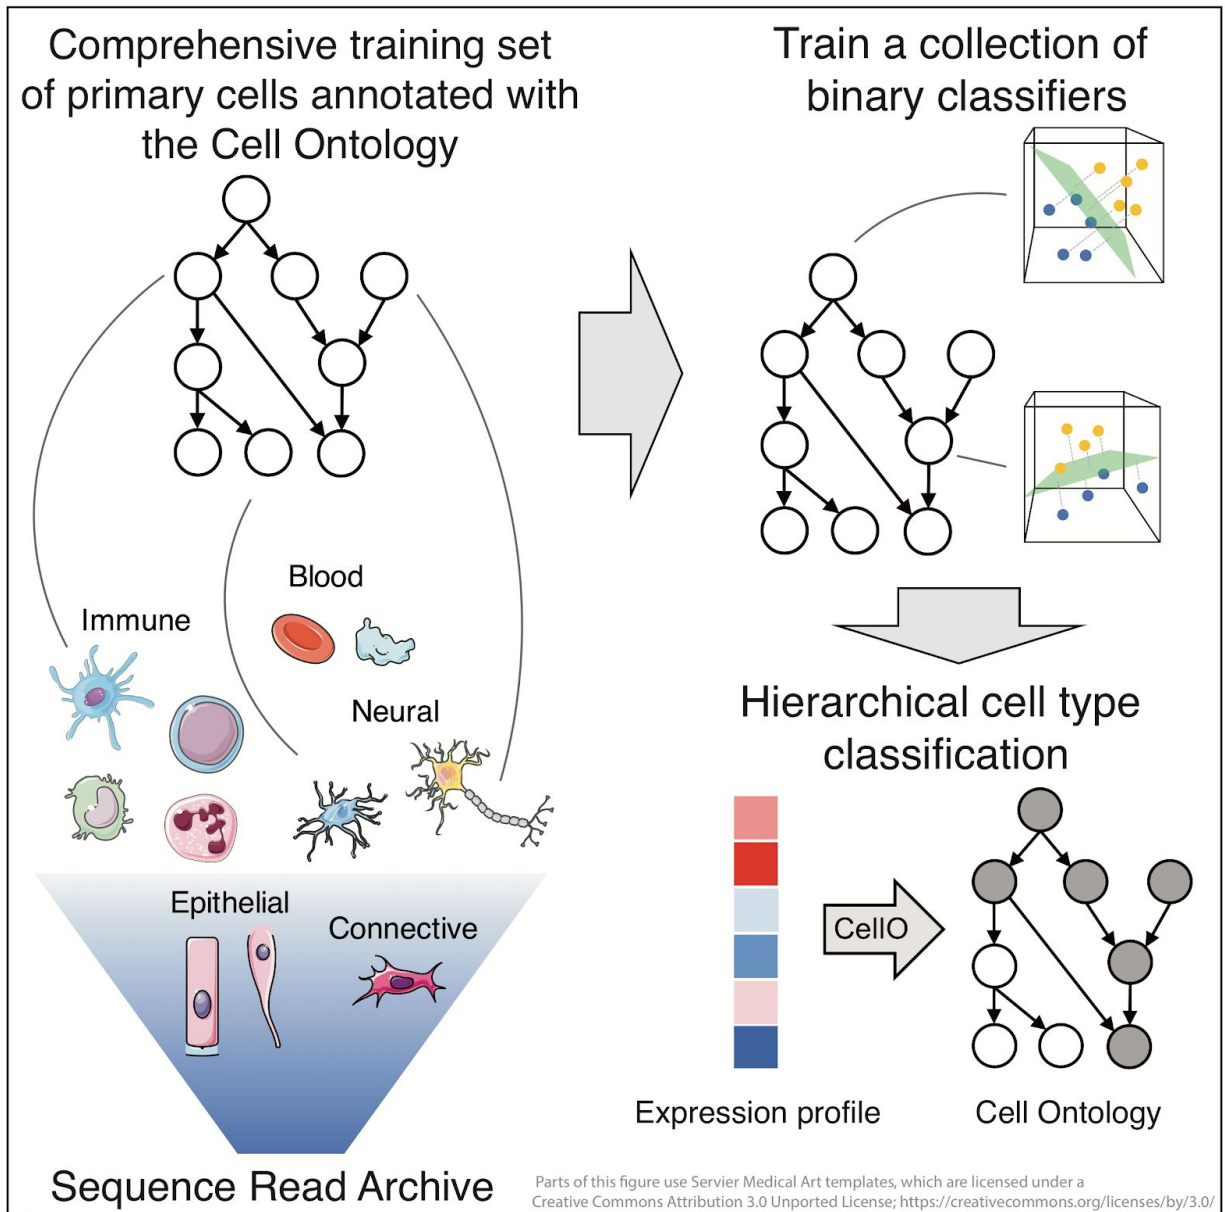 Comprehensive training set
of primary cells annotated with
the Cell Ontology
Immune
Blood
Neural
Epithelial
Connective
Sequence Read Archive
Train a collection of
binary classifiers
Hierarchical cell type
classification
CellO
Expression profile
Cell Ontology
Parts of this figure use Servier Medical Art templates, which are licensed under a
Creative Commons Attribution 3.0 Unported License; https://creativecommons.org/licenses/by/3.0/